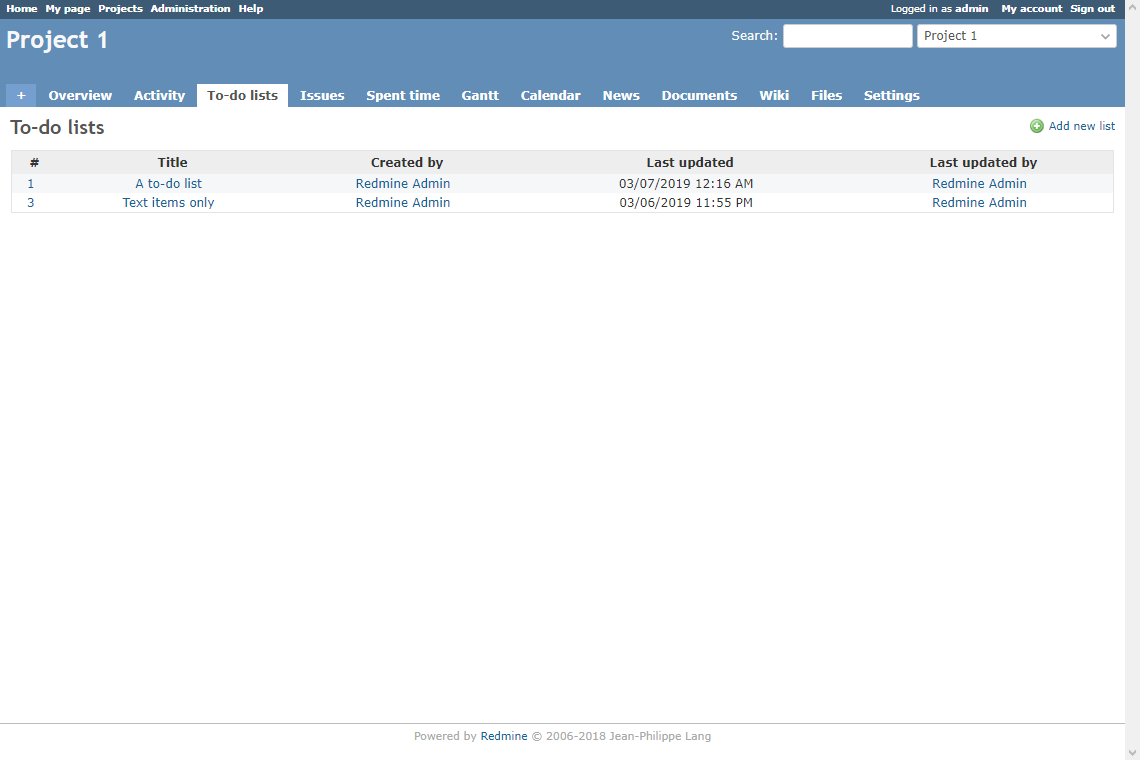 Home My page Projects Administration Help Logged in as admin My account Sign out
Project 1 Search: Project 1
+ Overview Activity To-do lists Issues Spent time Gantt Calendar News Documents Wiki Files Settings
To-do lists Add new list
# Title Created by Last updated Last updated by
1 A to-do list Redmine Admin 03/07/2019 12:16 AM Redmine Admin
3 Text items only Redmine Admin 03/06/2019 11:55 PM Redmine Admin
Powered by Redmine © 2006-2018 Jean-Philippe Lang